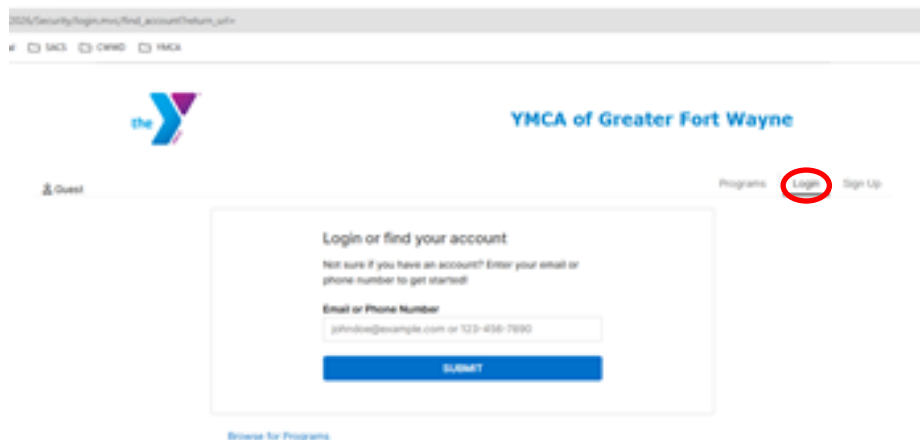 2026/Security/login.mvc/find_account?return_url=
SACS CWWD YMCA
the Y
YMCA of Greater Fort Wayne
Guest
Programs Login Sign Up
Login or find your account
Not sure if you have an account? Enter your email or
phone number to get started!
Email or Phone Number
johndoe@example.com or 123-456-7890
SUBMIT
Browse for Programs